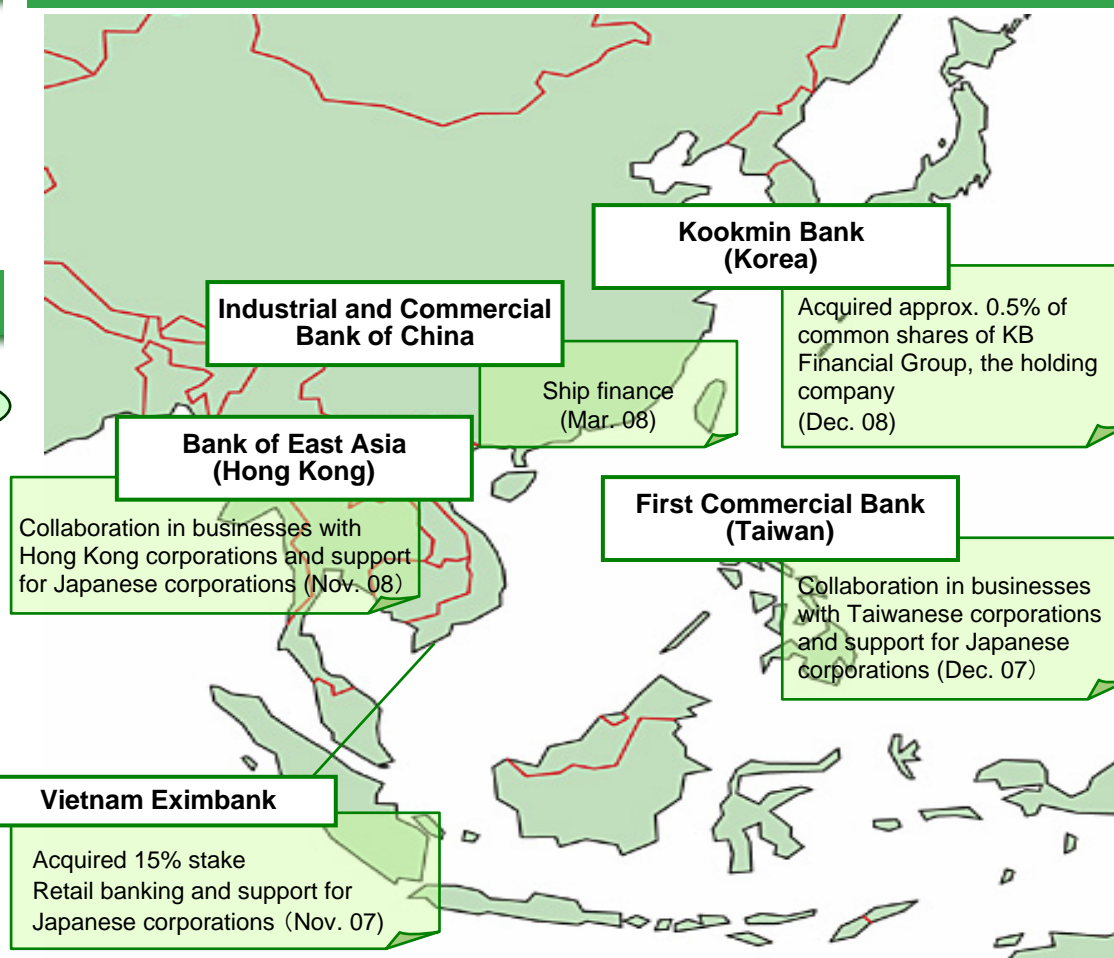 Kookmin Bank
(Korea)
Acquired approx. 0.5% of
common shares of KB
Financial Group, the holding
company
(Dec. 08)
Industrial and Commercial
Bank of China
Ship finance
(Mar. 08)
Bank of East Asia
(Hong Kong)
Collaboration in businesses with
Hong Kong corporations and support
for Japanese corporations (Nov. 08）
First Commercial Bank
(Taiwan)
Collaboration in businesses
with Taiwanese corporations
and support for Japanese
corporations (Dec. 07）
Vietnam Eximbank
Acquired 15% stake
Retail banking and support for
Japanese corporations（Nov. 07)